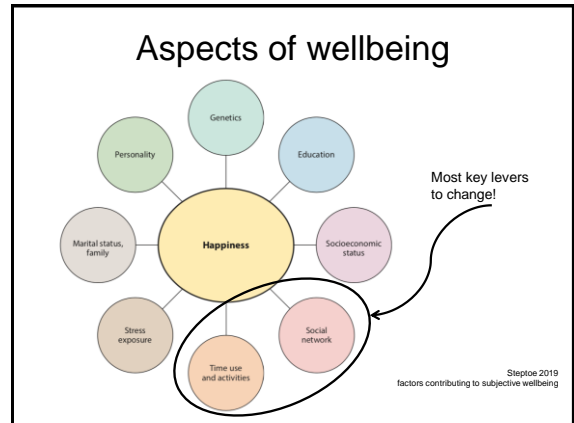 Aspects of wellbeing
Genetics
Personality
Education
Most key levers
to change!
Marital status,
family
Happiness
Socioeconomic
status
Stress
exposure
Social
network
Time use
and activities
Steptoe 2019
factors contributing to subjective wellbeing